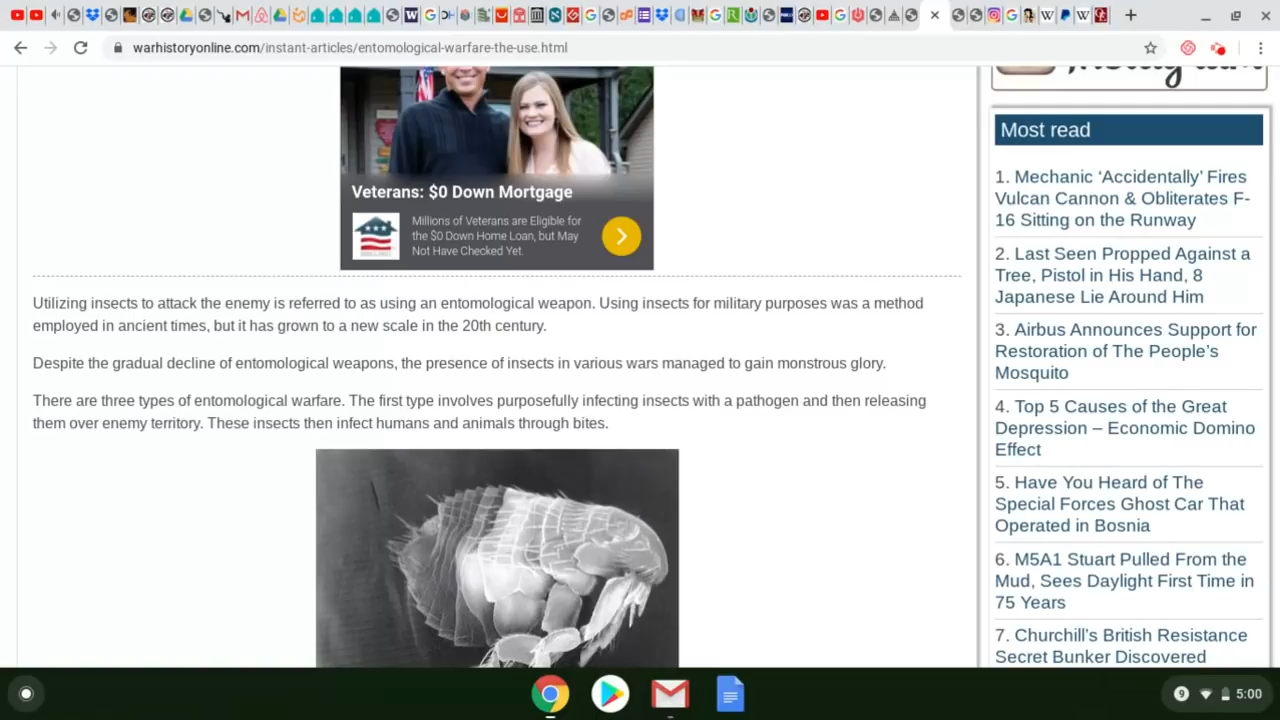 warhistoryonline.com/instant-articles/entomological-warfare-the-use.html
Veterans: $0 Down Mortgage
Millions of Veterans are Eligible for
the $0 Down Home Loan, but May
Not Have Checked Yet.
Utilizing insects to attack the enemy is referred to as using an entomological weapon. Using insects for military purposes was a method
employed in ancient times, but it has grown to a new scale in the 20th century.
Despite the gradual decline of entomological weapons, the presence of insects in various wars managed to gain monstrous glory.
There are three types of entomological warfare. The first type involves purposefully infecting insects with a pathogen and then releasing
them over enemy territory. These insects then infect humans and animals through bites.
Most read
1. Mechanic ‘Accidentally’ Fires
Vulcan Cannon & Obliterates F-
16 Sitting on the Runway
2. Last Seen Propped Against a
Tree, Pistol in His Hand, 8
Japanese Lie Around Him
3. Airbus Announces Support for
Restoration of The People’s
Mosquito
4. Top 5 Causes of the Great
Depression – Economic Domino
Effect
5. Have You Heard of The
Special Forces Ghost Car That
Operated in Bosnia
6. M5A1 Stuart Pulled From the
Mud, Sees Daylight First Time in
75 Years
7. Churchill’s British Resistance
Secret Bunker Discovered
9
5:00